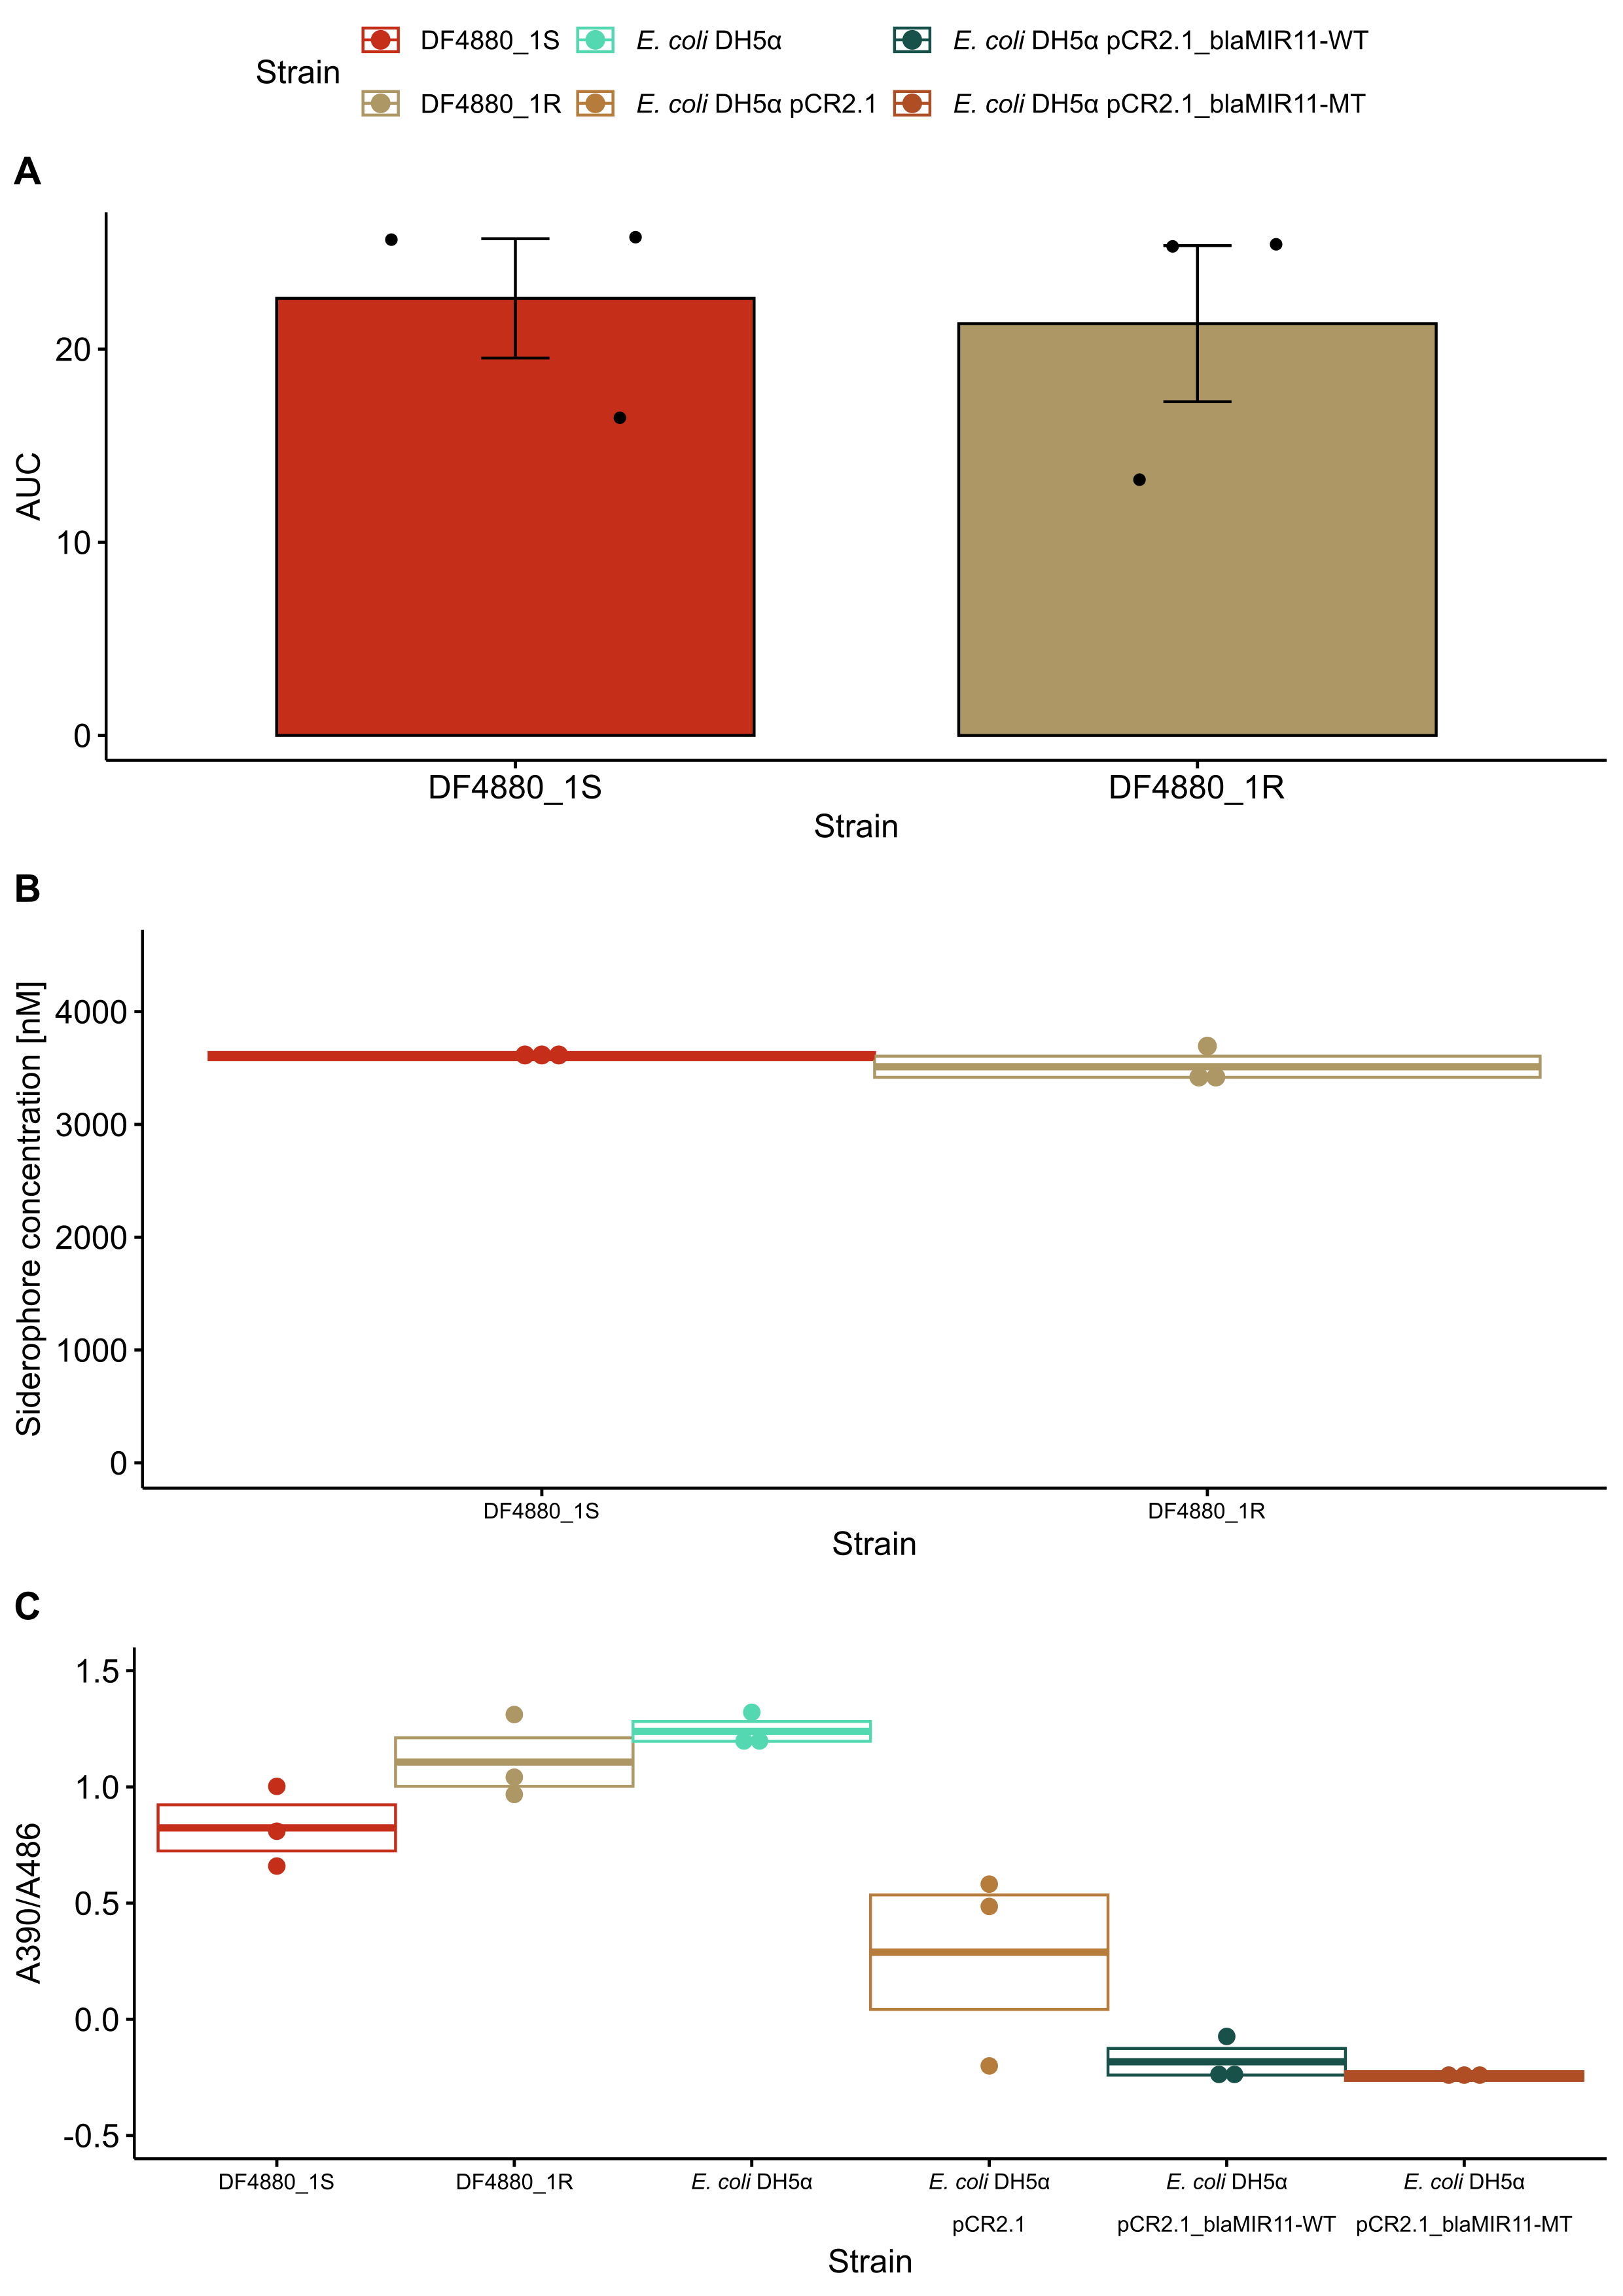 Strain
DF4880_1S
E. coli DH5α
E. coli DH5α pCR2.1_blaMIR11-WT
DF4880_1R
E. coli DH5α pCR2.1
E. coli DH5α pCR2.1_blaMIR11-MT
A
AUC
20
10
0
DF4880_1S
DF4880_1R
Strain
B
Siderophore concentration [nM]
4000
3000
2000
1000
0
DF4880_1S
DF4880_1R
Strain
C
A390/A486
1.5
1.0
0.5
0.0
-0.5
DF4880_1S
DF4880_1R
E. coli DH5α
E. coli DH5α
pCR2.1
E. coli DH5α
pCR2.1_blaMIR11-WT
E. coli DH5α
pCR2.1_blaMIR11-MT
Strain